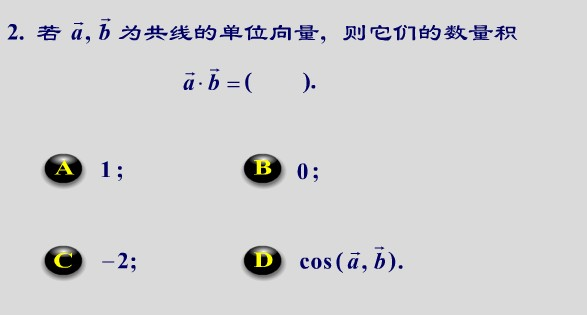 2. 若 a⃗, b⃗ 为共线的单位向量, 则它们的数量积
a⃗ · b⃗ = (    ).
A 1; B 0;
C −2; D cos(a⃗, b⃗).